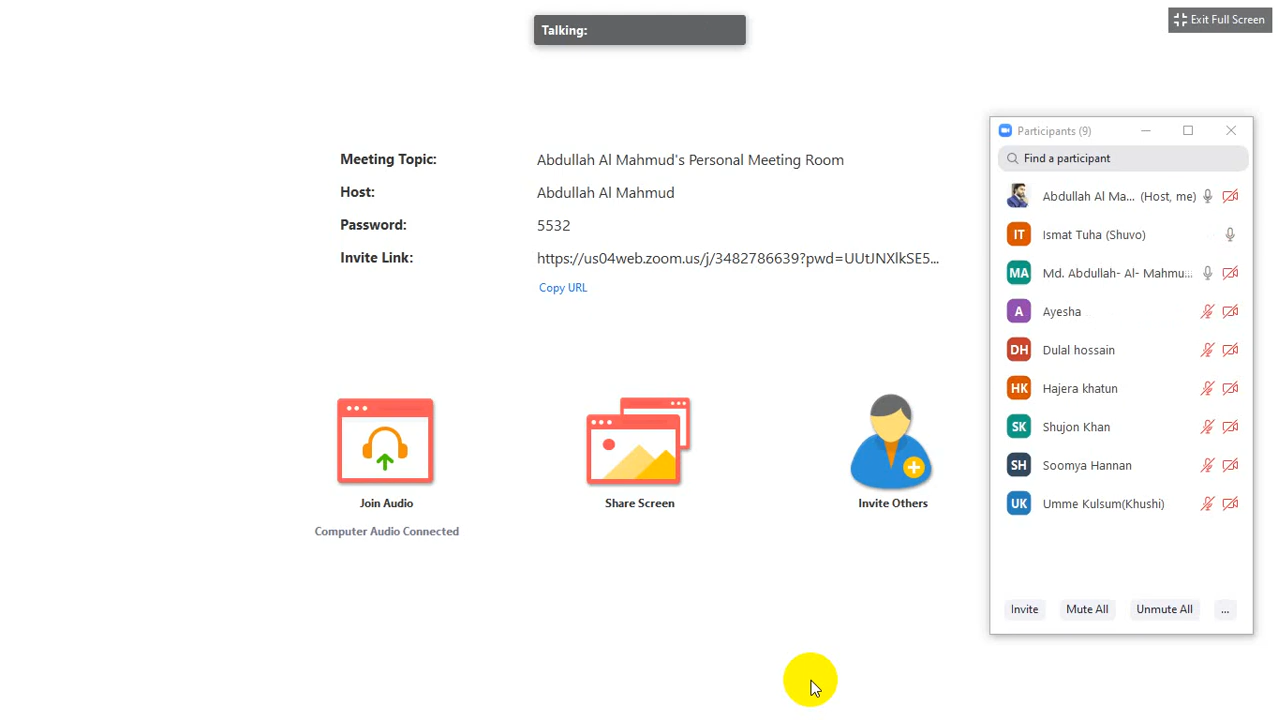 Talking:
Exit Full Screen
Meeting Topic: Abdullah Al Mahmud's Personal Meeting Room
Host: Abdullah Al Mahmud
Password: 5532
Invite Link: https://us04web.zoom.us/j/3482786639?pwd=UUtJNXlkSE5...
Copy URL
Join Audio
Computer Audio Connected
Share Screen
Invite Others
Participants (9)
Find a participant
Abdullah Al Ma... (Host, me)
IT Ismat Tuha (Shuvo)
MA Md. Abdullah- Al- Mahmu...
A Ayesha
DH Dulal hossain
HK Hajera khatun
SK Shujon Khan
SH Soomya Hannan
UK Umme Kulsum(Khushi)
Invite Mute All Unmute All ...